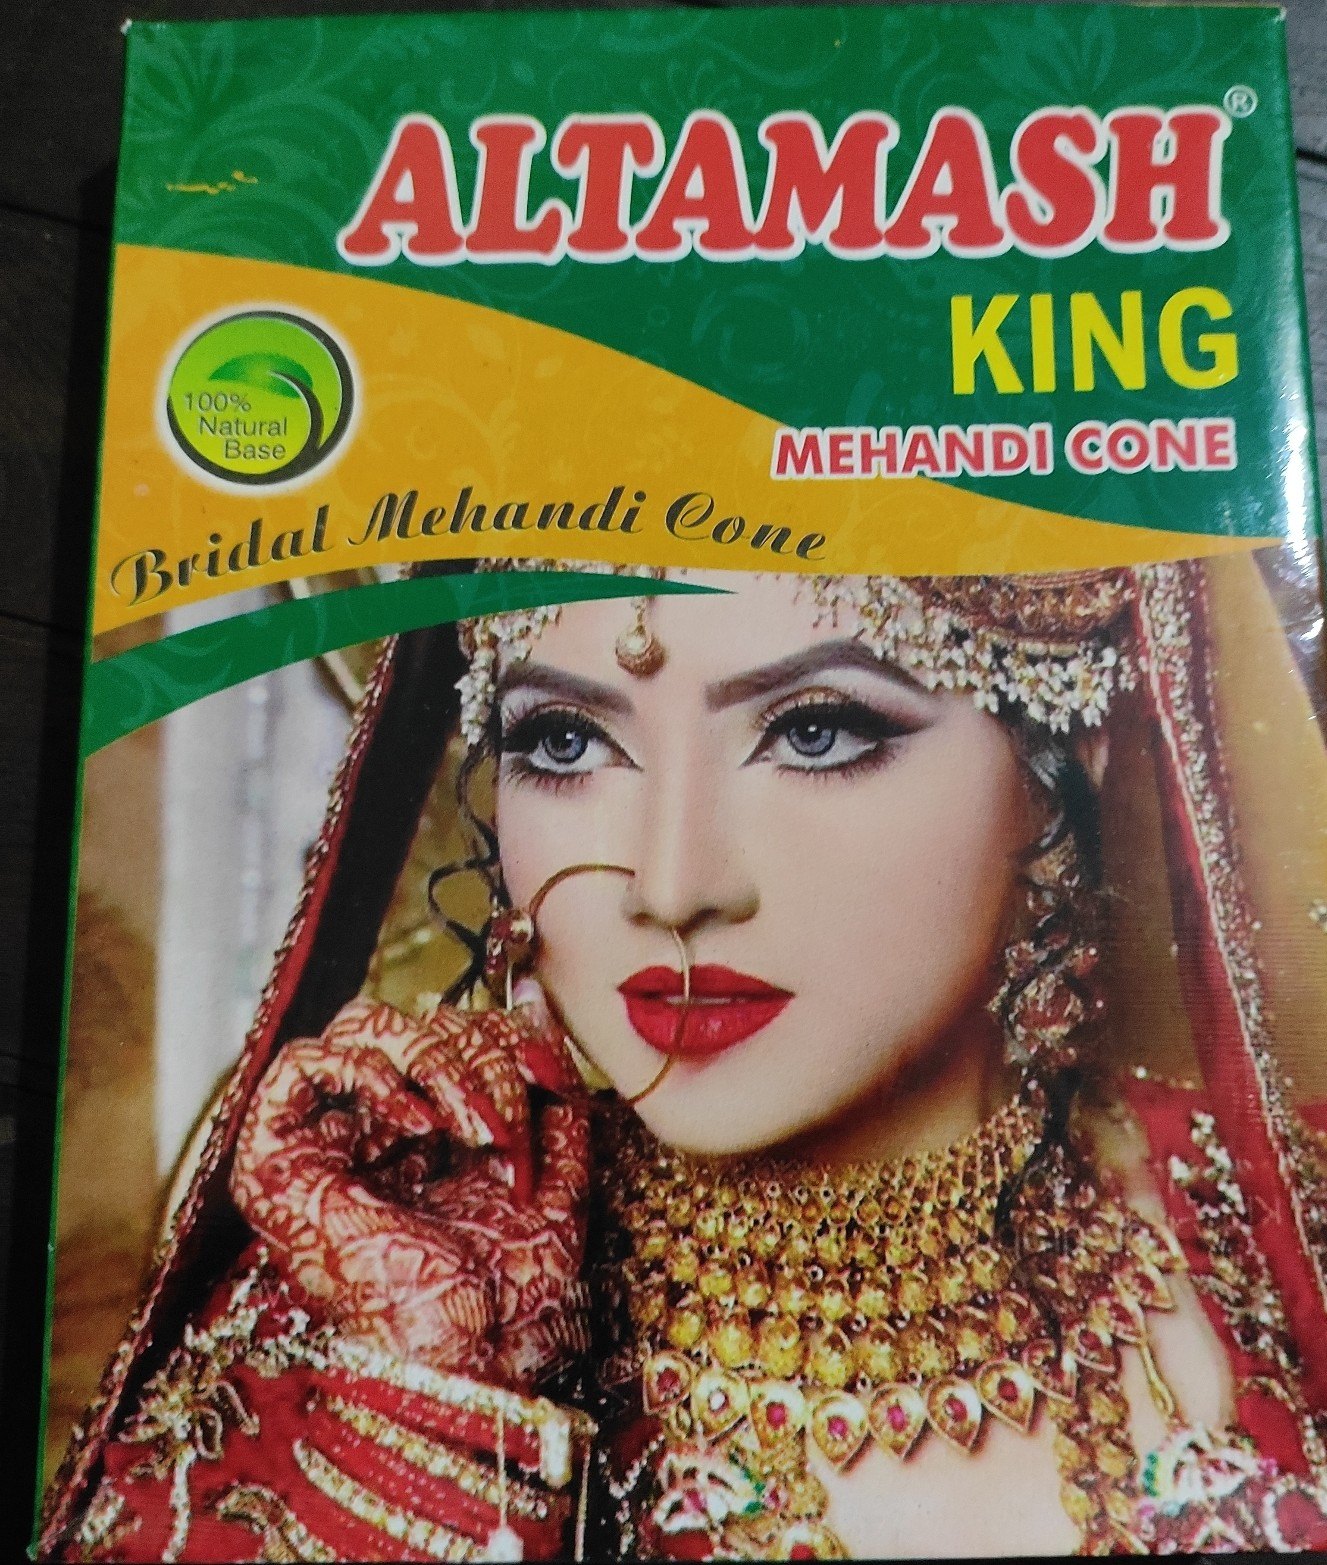 ALTAMASH®
KING
MEHANDI CONE
100%
Natural
Base
Bridal Mehandi Cone